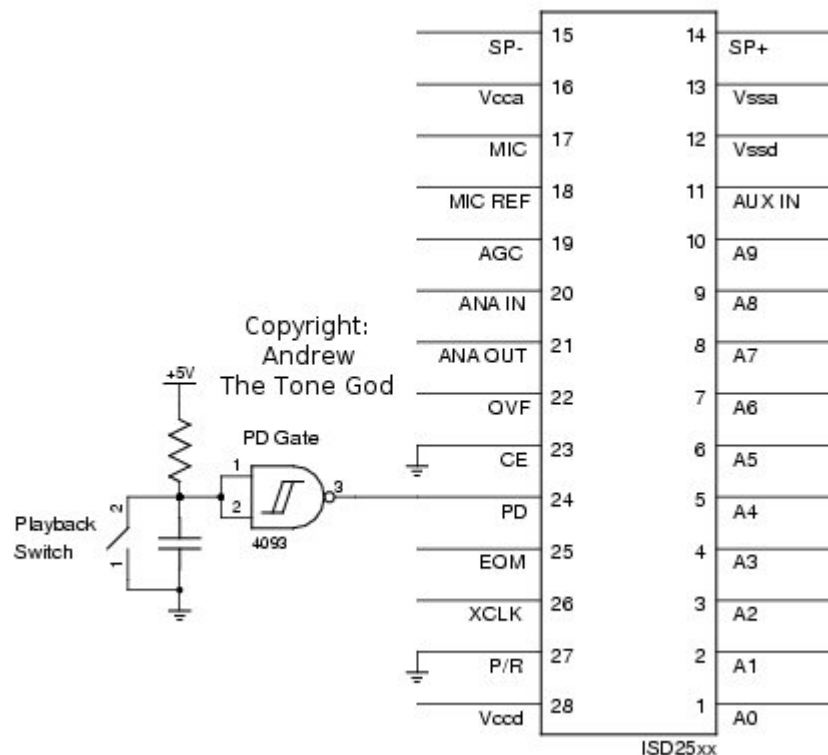 15 14
SP- SP+
16 13
Vcca Vssa
17 12
MIC Vssd
18 11
MIC REF AUX IN
19 10
AGC A9
20 9
ANA IN A8
Copyright:
Andrew
The Tone God
21 8
ANA OUT A7
+5V
22 7
OVF A6
PD Gate
23 6
CE A5
1
2
3
4093
24 5
PD A4
2
Playback
Switch
1
25 4
EOM A3
26 3
XCLK A2
27 2
P/R A1
28 1
Vccd A0
ISD25xx